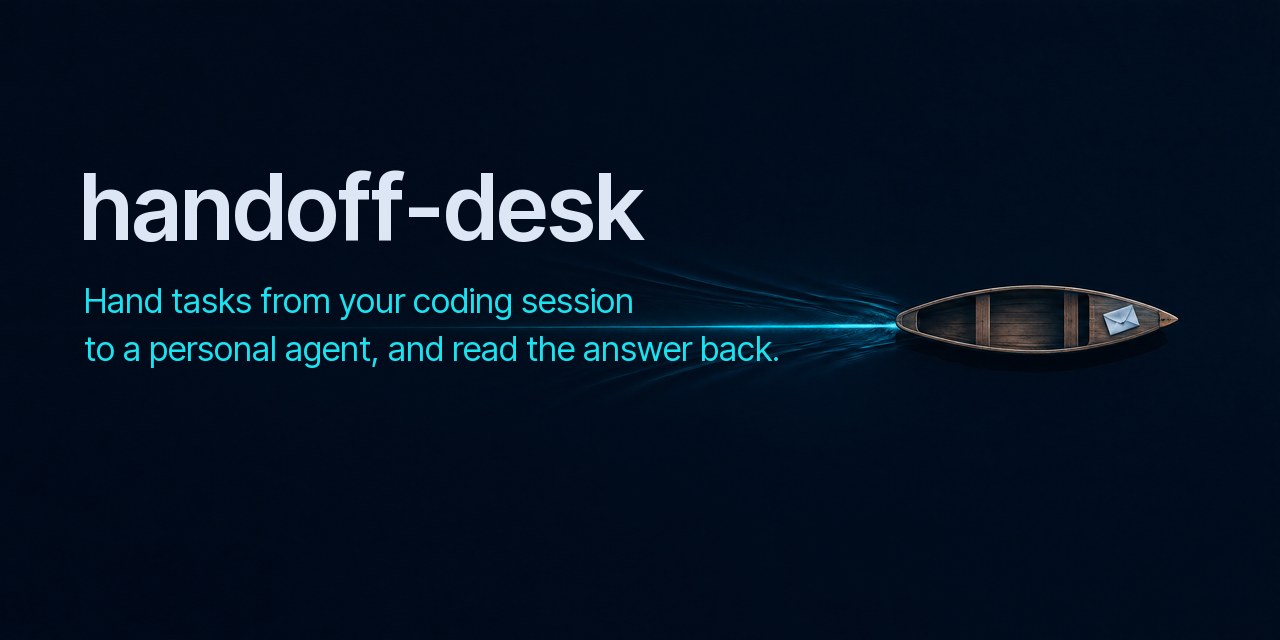 handoff-desk
Hand tasks from your coding session
to a personal agent, and read the answer back.